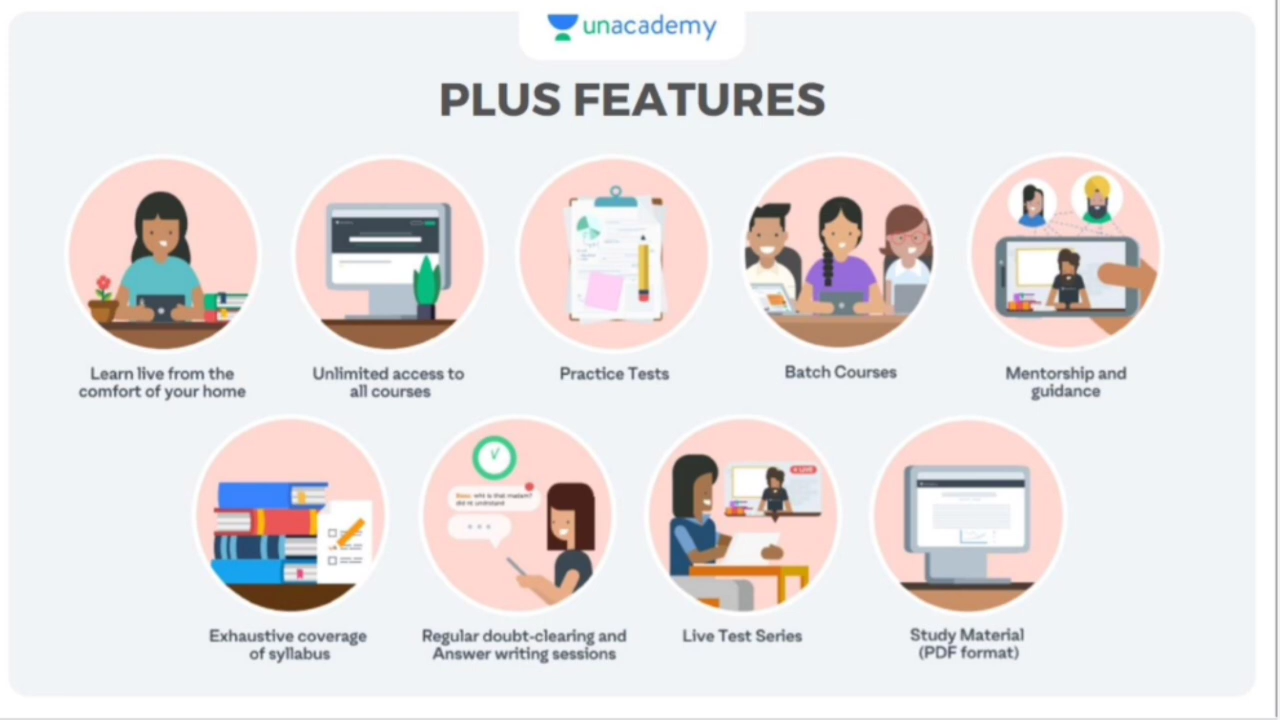 unacademy
PLUS FEATURES
Learn live from the
comfort of your home
Unlimited access to
all courses
Practice Tests
Batch Courses
Mentorship and
guidance
LIVE
Exhaustive coverage
of syllabus
Regular doubt-clearing and
Answer writing sessions
Live Test Series
Study Material
(PDF format)